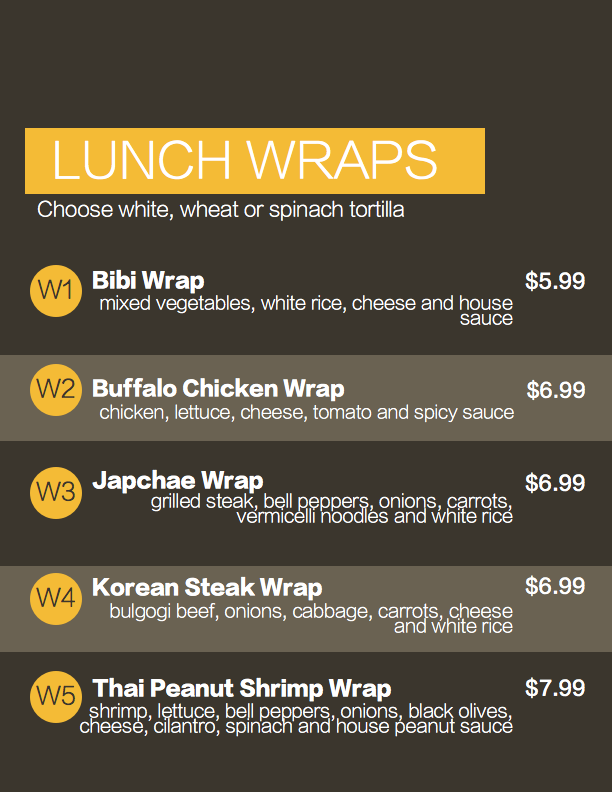 LUNCH WRAPS
Choose white, wheat or spinach tortilla
W1 Bibi Wrap $5.99
mixed vegetables, white rice, cheese and house
sauce
W2 Buffalo Chicken Wrap $6.99
chicken, lettuce, cheese, tomato and spicy sauce
W3 Japchae Wrap $6.99
grilled steak, bell peppers, onions, carrots,
vermicelli noodles and white rice
W4 Korean Steak Wrap $6.99
bulgogi beef, onions, cabbage, carrots, cheese
and white rice
W5 Thai Peanut Shrimp Wrap $7.99
shrimp, lettuce, bell peppers, onions, black olives,
cheese, cilantro, spinach and house peanut sauce